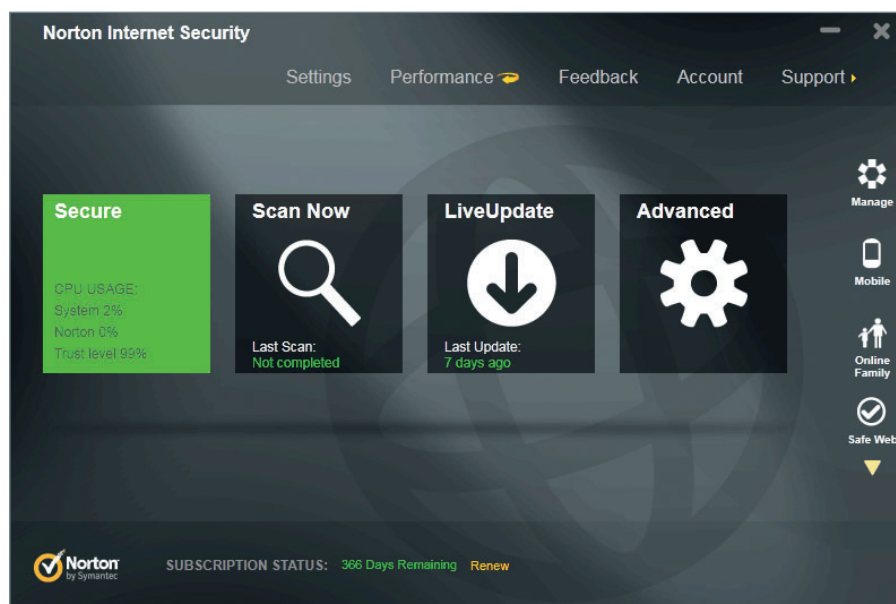 Norton Internet Security
Settings Performance Feedback Account Support
Secure
CPU USAGE:
System 2%
Norton 0%
Trust level 99%
Scan Now
Last Scan:
Not completed
LiveUpdate
Last Update:
7 days ago
Advanced
Manage
Mobile
Online
Family
Safe Web
Norton
by Symantec
SUBSCRIPTION STATUS: 366 Days Remaining Renew